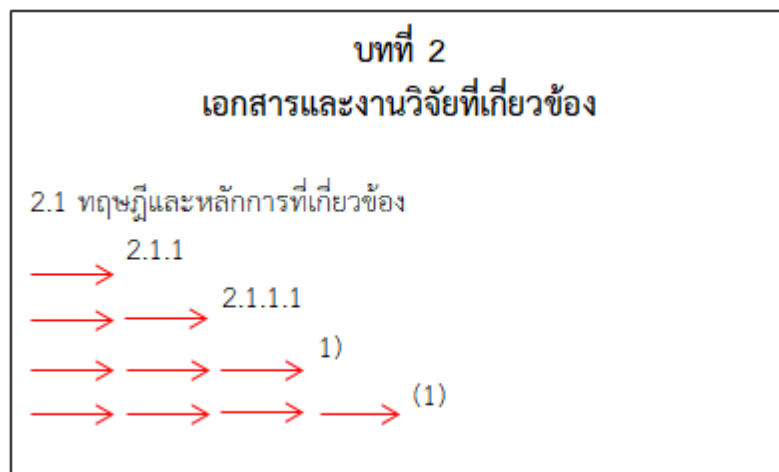 บทที่ 2
เอกสารและงานวิจัยที่เกี่ยวข้อง
2.1 ทฤษฎีและหลักการที่เกี่ยวข้อง
2.1.1
2.1.1.1
1)
(1)